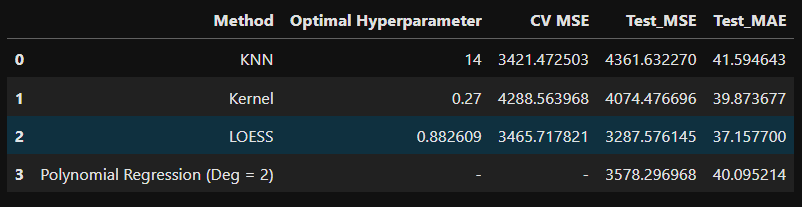 Method Optimal Hyperparameter CV MSE Test_MSE Test_MAE
0 KNN 14 3421.472503 4361.632270 41.594643
1 Kernel 0.27 4288.563968 4074.476696 39.873677
2 LOESS 0.882609 3465.717821 3287.576145 37.157700
3 Polynomial Regression (Deg = 2) - - 3578.296968 40.095214